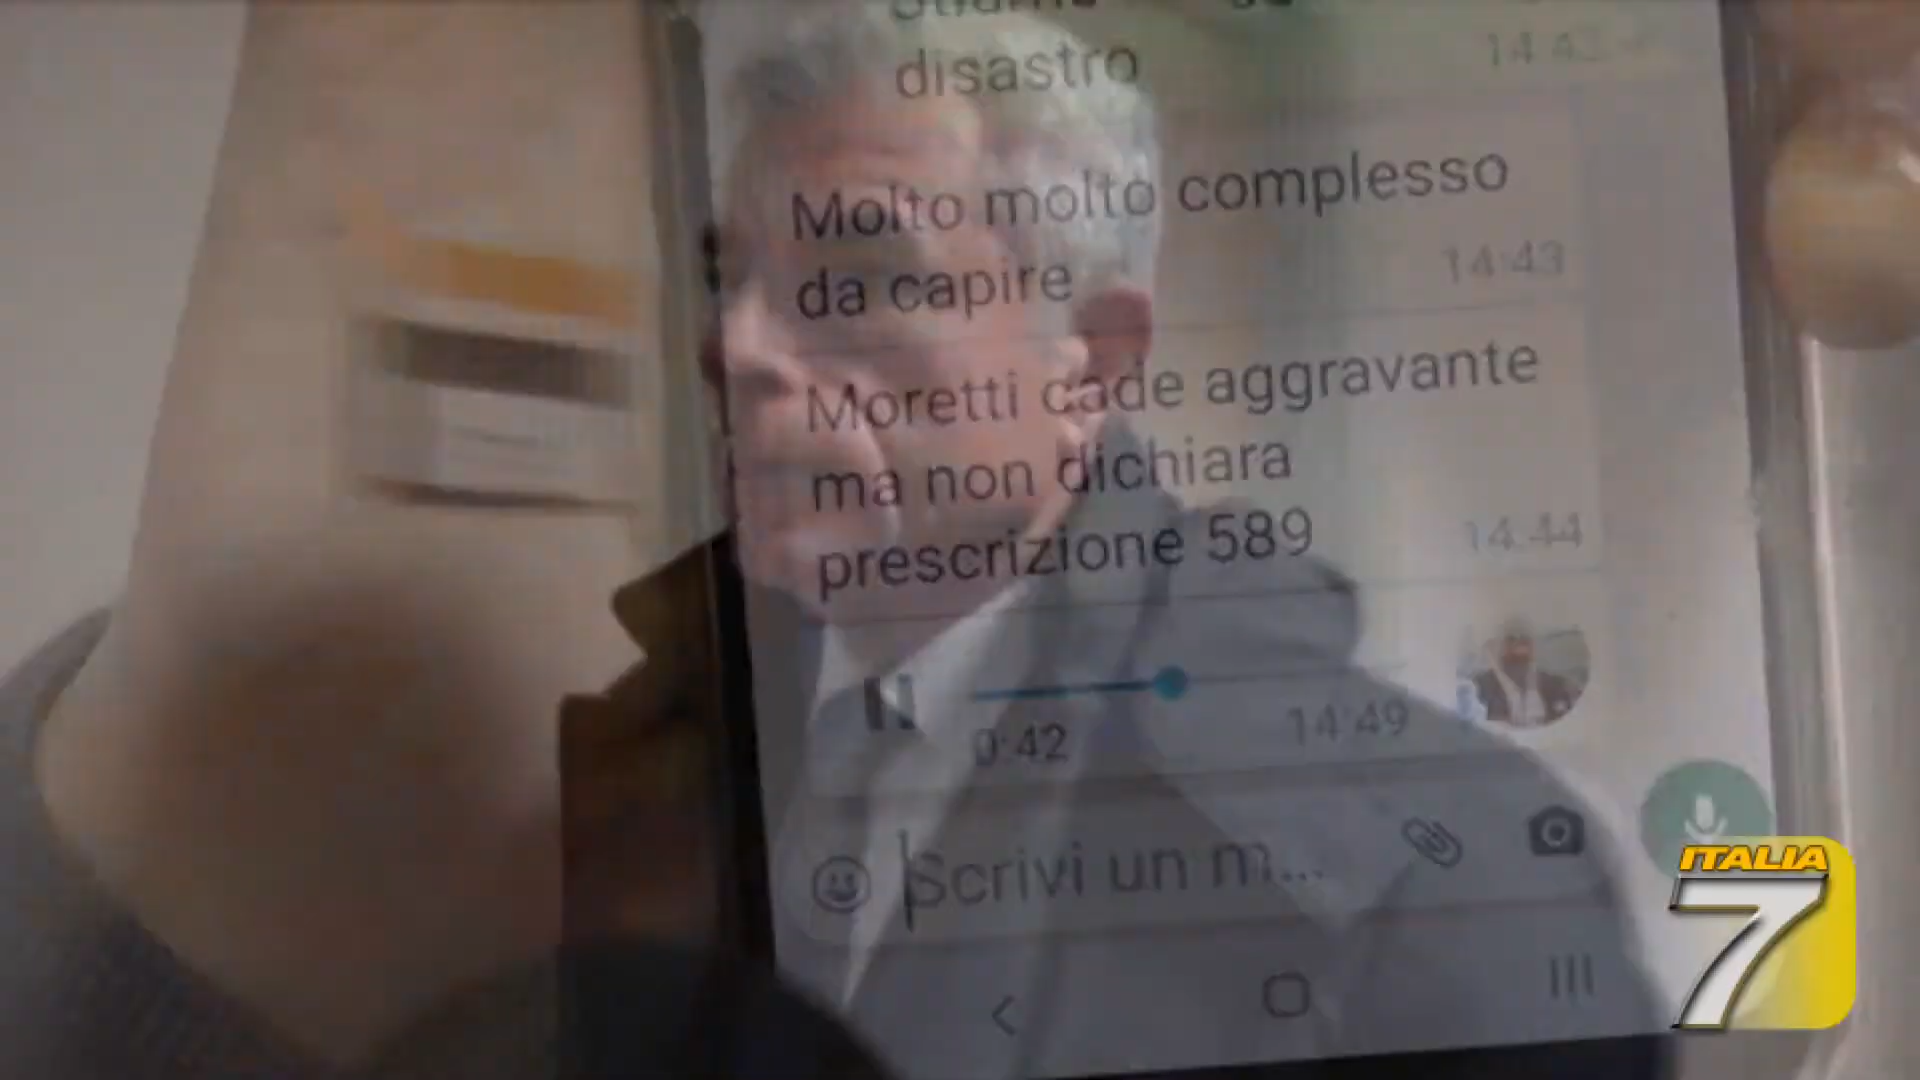 disastro
14:42
Molto molto complesso
da capire
14:43
Moretti cade aggravante
ma non dichiara
prescrizione 589
14:44
0:42
14:49
Scrivi un m...
ITALIA
7